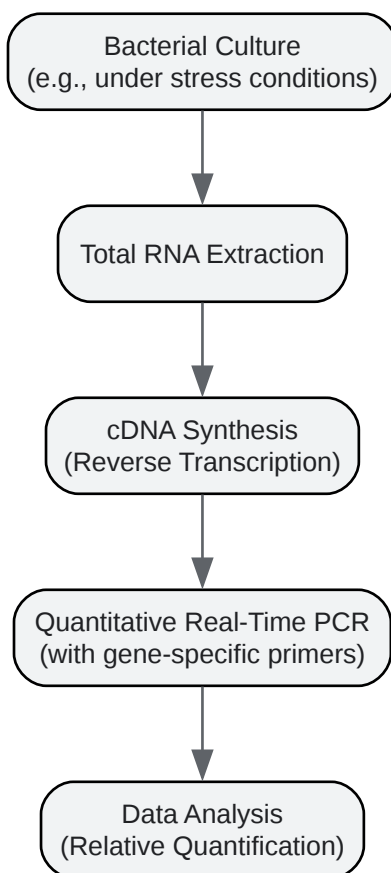 Bacterial Culture
(e.g., under stress conditions)
Total RNA Extraction
cDNA Synthesis
(Reverse Transcription)
Quantitative Real-Time PCR
(with gene-specific primers)
Data Analysis
(Relative Quantification)